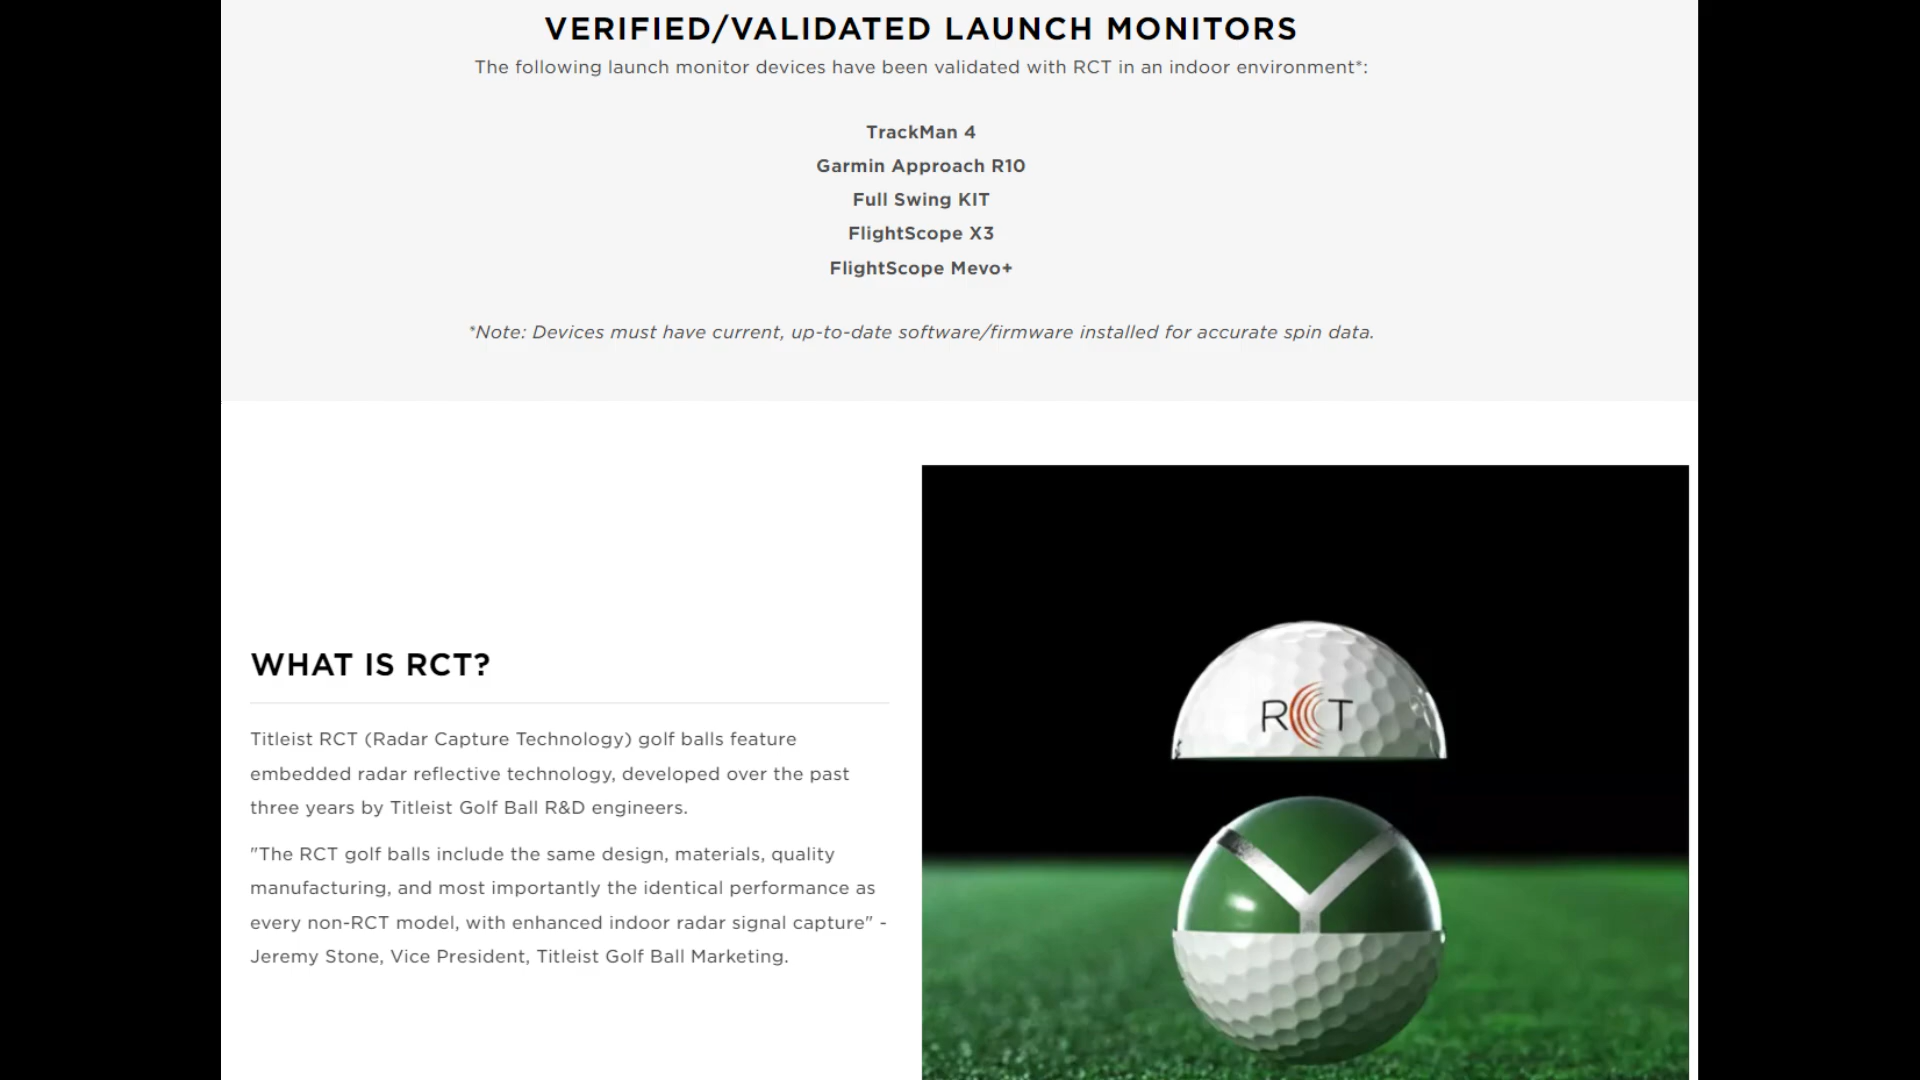 VERIFIED/VALIDATED LAUNCH MONITORS
The following launch monitor devices have been validated with RCT in an indoor environment*:
TrackMan 4
Garmin Approach R10
Full Swing KIT
FlightScope X3
FlightScope Mevo+
*Note: Devices must have current, up-to-date software/firmware installed for accurate spin data.
WHAT IS RCT?
Titleist RCT (Radar Capture Technology) golf balls feature
embedded radar reflective technology, developed over the past
three years by Titleist Golf Ball R&D engineers.
"The RCT golf balls include the same design, materials, quality
manufacturing, and most importantly the identical performance as
every non-RCT model, with enhanced indoor radar signal capture" -
Jeremy Stone, Vice President, Titleist Golf Ball Marketing.
RCT